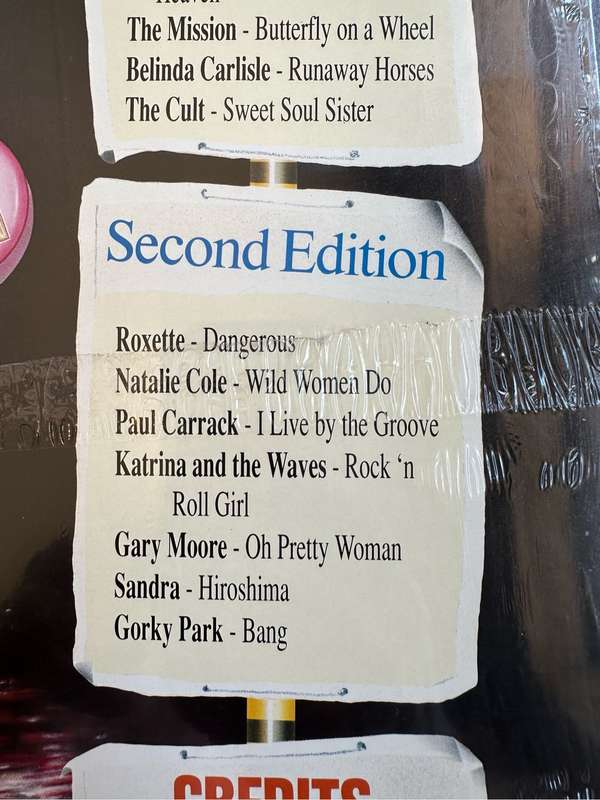 Heaven
The Mission - Butterfly on a Wheel
Belinda Carlisle - Runaway Horses
The Cult - Sweet Soul Sister
Second Edition
Roxette - Dangerous
Natalie Cole - Wild Women Do
Paul Carrack - I Live by the Groove
Katrina and the Waves - Rock ‘n
Roll Girl
Gary Moore - Oh Pretty Woman
Sandra - Hiroshima
Gorky Park - Bang
CREDITS